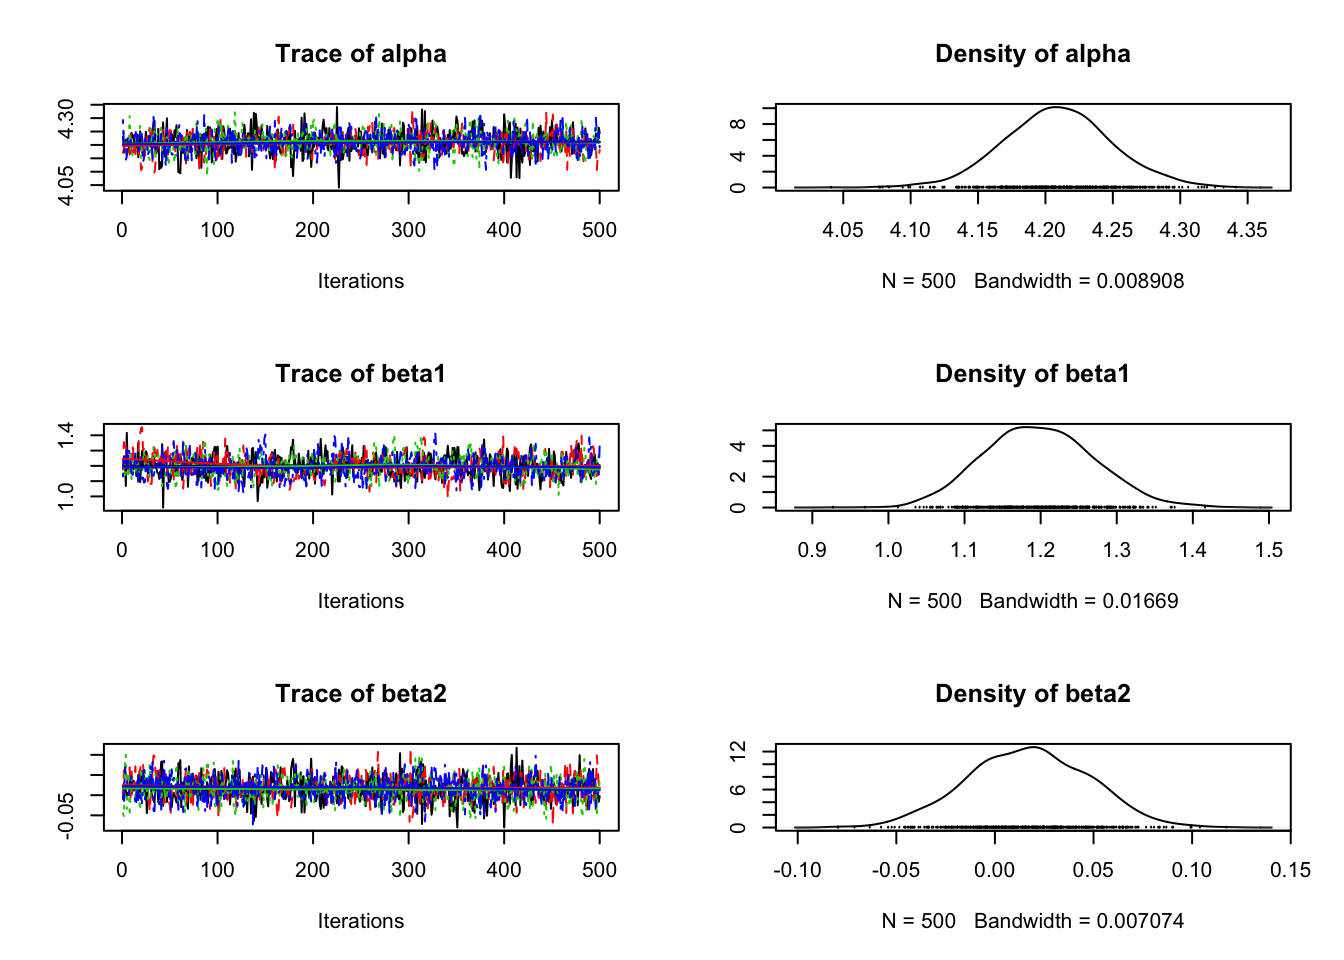 Trace of alpha
4.30
4.05
0 100 200 300 400 500
Iterations
Density of alpha
8
4
0
4.05 4.10 4.15 4.20 4.25 4.30 4.35
N = 500 Bandwidth = 0.008908
Trace of beta1
1.4
1.0
0 100 200 300 400 500
Iterations
Density of beta1
4
2
0
0.9 1.0 1.1 1.2 1.3 1.4 1.5
N = 500 Bandwidth = 0.01669
Trace of beta2
-0.05
0 100 200 300 400 500
Iterations
Density of beta2
12
6
0
-0.10 -0.05 0.00 0.05 0.10 0.15
N = 500 Bandwidth = 0.007074